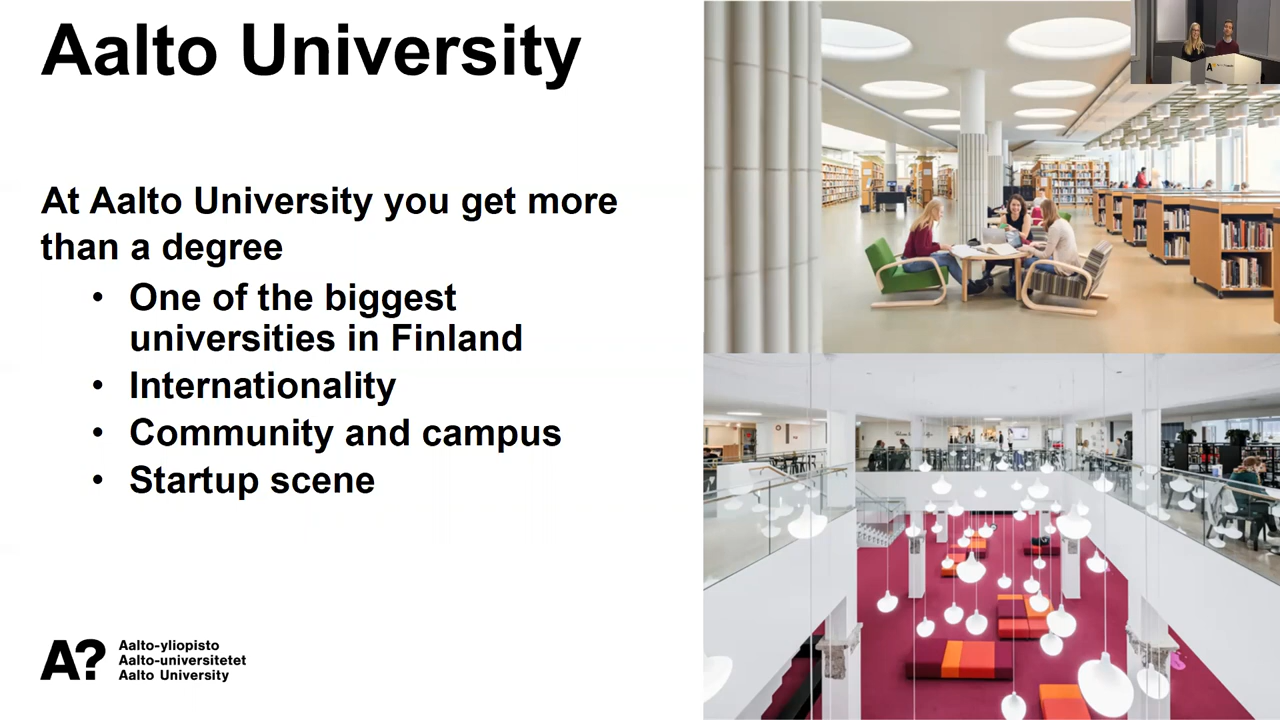 Aalto University
At Aalto University you get more
than a degree
• One of the biggest
universities in Finland
• Internationality
• Community and campus
• Startup scene
A? Aalto-yliopisto
Aalto-universitetet
Aalto University